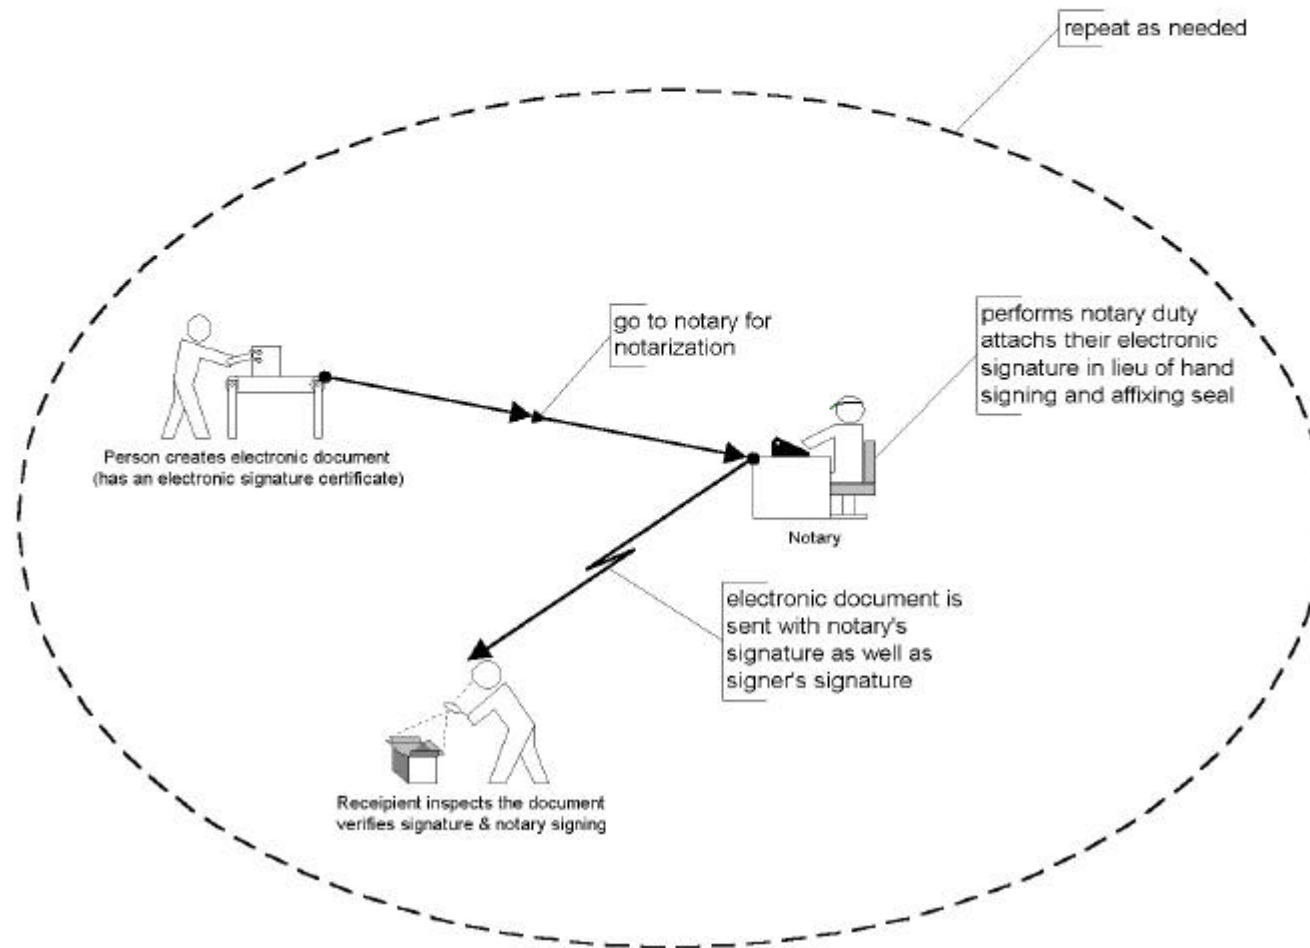 repeat as needed
go to notary for
notarization
performs notary duty
attachs their electronic
signature in lieu of hand
signing and affixing seal
Person creates electronic document
(has an electronic signature certificate)
Notary
electronic document is
sent with notary's
signature as well as
signer's signature
Receipient inspects the document
verifies signature & notary signing